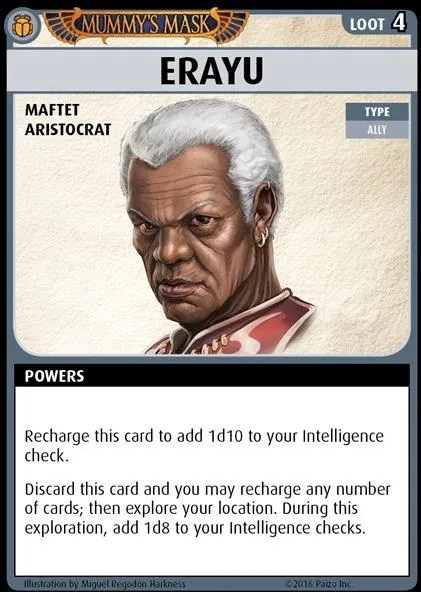 MUMMY'S MASK
LOOT 4
ERAYU
MAFTET
ARISTOCRAT
TYPE
ALLY
POWERS
Recharge this card to add 1d10 to your Intelligence
check.
Discard this card and you may recharge any number
of cards; then explore your location. During this
exploration, add 1d8 to your Intelligence checks.
Illustration by Miguel Regodón Harkness
©2016 Paizo Inc.